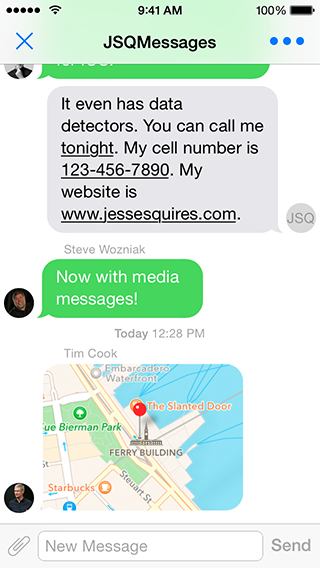 9:41 AM
100%
JSQMessages
It even has data
detectors. You can call me
tonight. My cell number is
123-456-7890. My
website is
www.jessesquires.com.
JSQ
Steve Wozniak
Now with media
messages!
Today 12:28 PM
Tim Cook
Embarcadero
Waterfront
The Slanted Door
ue Bierman Park
FERRY BUILDING
Steuart St
Starbucks
New Message
Send